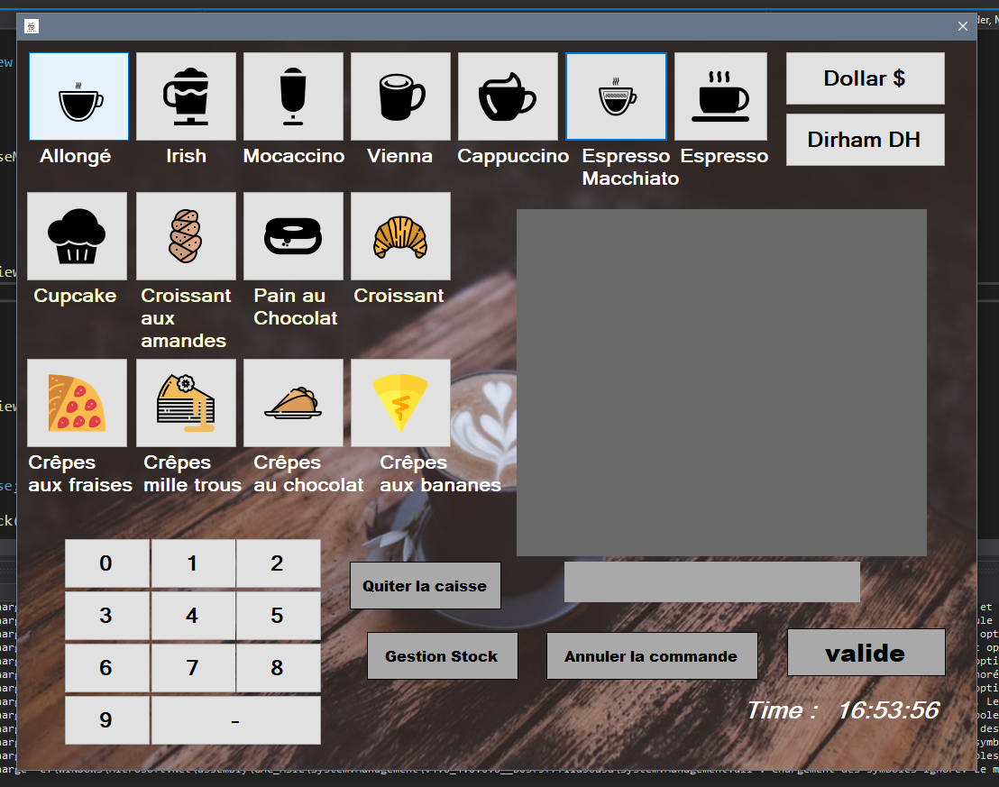 der, N
Allongé
Irish
Mocaccino
Vienna
Cappuccino
Espresso
Macchiato
Espresso
Dollar $
Dirham DH
Cupcake
Croissant
aux
amandes
Pain au
Chocolat
Croissant
Crêpes
aux fraises
Crêpes
mille trous
Crêpes
au chocolat
Crêpes
aux bananes
0
1
2
3
4
5
6
7
8
9
-
Quiter la caisse
Gestion Stock
Annuler la commande
valide
Time : 16:53:56